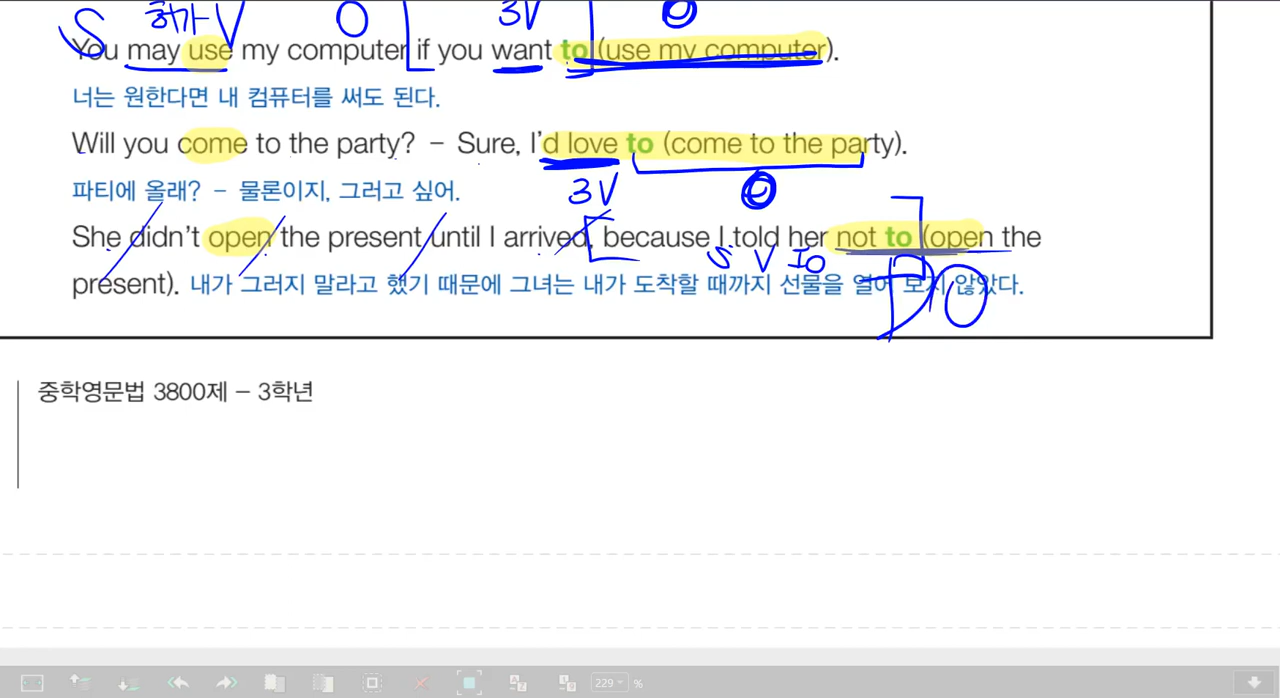 S 허가 V O [ 3V ] O
You may use my computer if you want to (use my computer).
너는 원한다면 내 컴퓨터를 써도 된다.
Will you come to the party? – Sure, I'd love to (come to the party).
파티에 올래? – 물론이지, 그러고 싶어.
3V O
She didn't open the present until I arrived, because I told her not to (open the
S V IO DO
present). 내가 그러지 말라고 했기 때문에 그녀는 내가 도착할 때까지 선물을 열어 보지 않았다.
중학영문법 3800제 – 3학년
229 %